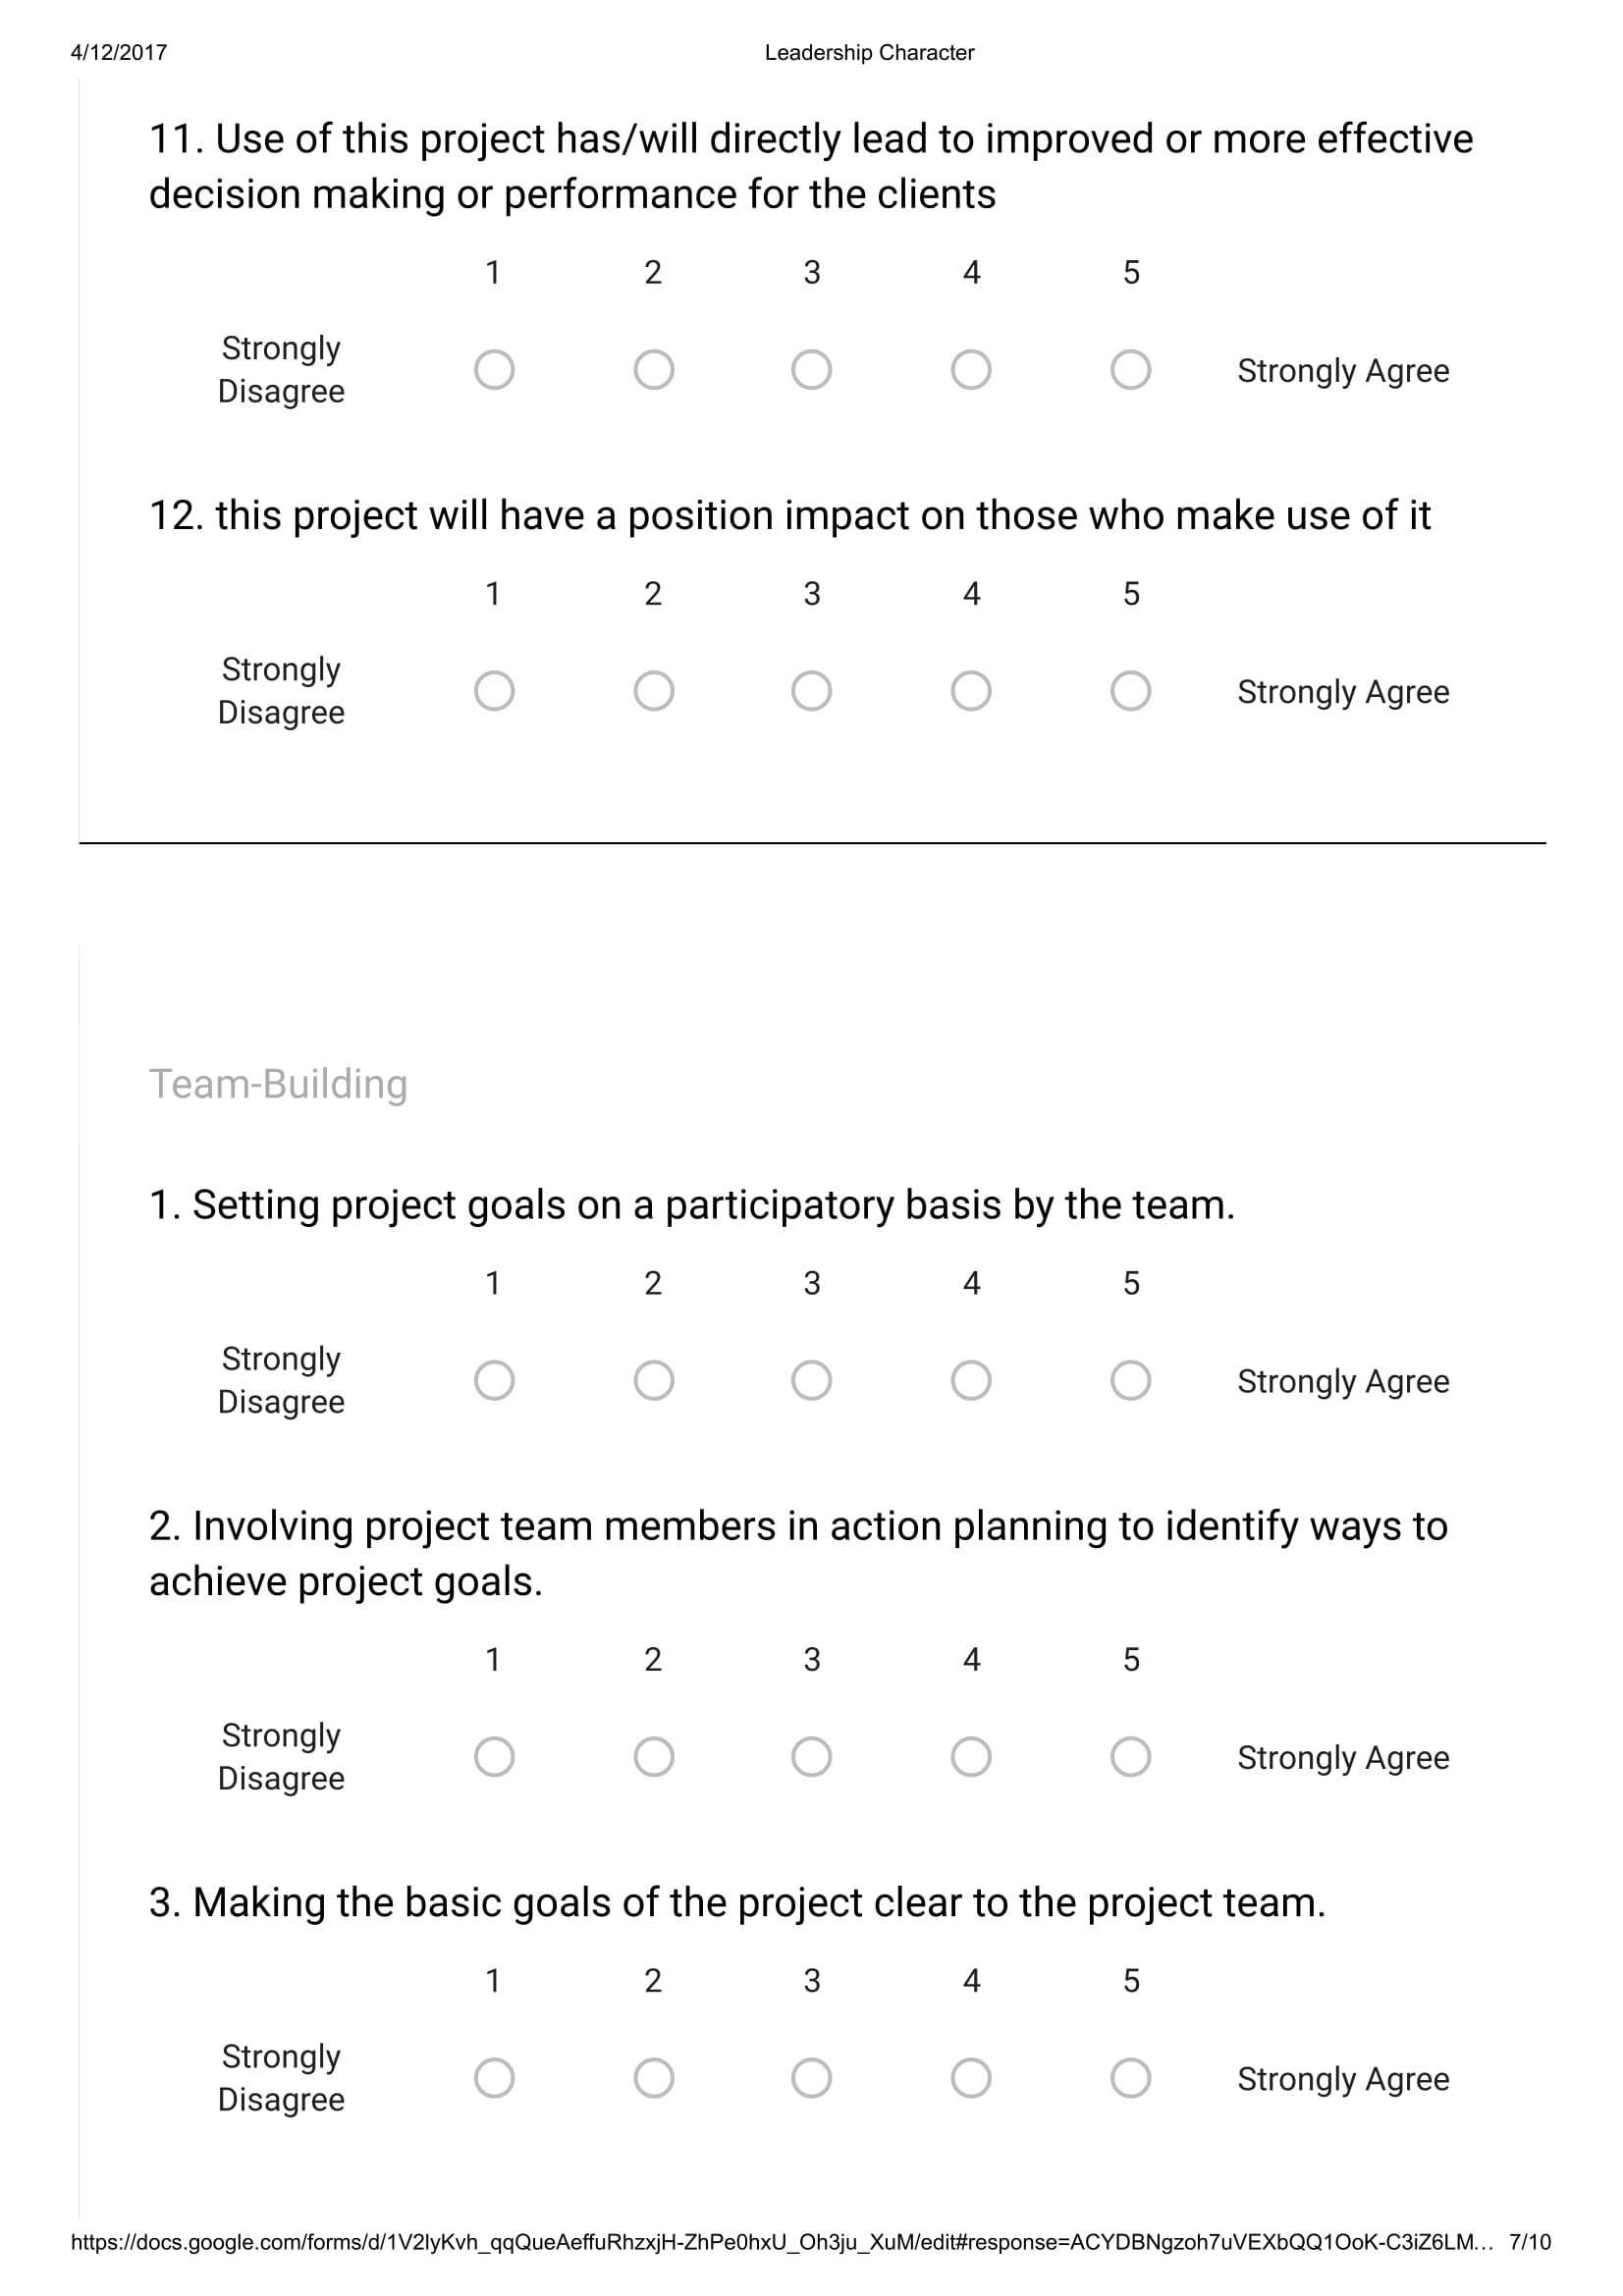 4/12/2017 Leadership Character
11. Use of this project has/will directly lead to improved or more effective
decision making or performance for the clients
1 2 3 4 5
Strongly
Disagree
Strongly Agree
12. this project will have a position impact on those who make use of it
1 2 3 4 5
Strongly
Disagree
Strongly Agree
Team-Building
1. Setting project goals on a participatory basis by the team.
1 2 3 4 5
Strongly
Disagree
Strongly Agree
2. Involving project team members in action planning to identify ways to
achieve project goals.
1 2 3 4 5
Strongly
Disagree
Strongly Agree
3. Making the basic goals of the project clear to the project team.
1 2 3 4 5
Strongly
Disagree
Strongly Agree
https://docs.google.com/forms/d/1V2lyKvh_qqQueAeffuRhzxjH-ZhPe0hxU_Oh3ju_XuM/edit#response=ACYDBNgzoh7uVEXbQQ1OoK-C3iZ6LM… 7/10